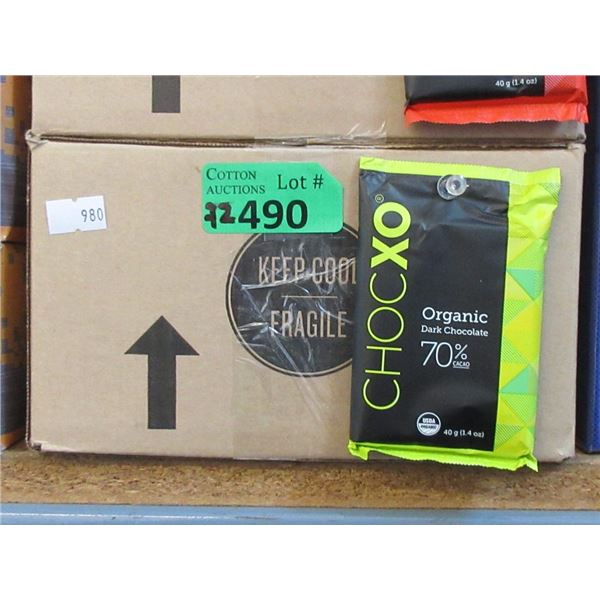 40 g (1.4 oz)
COTTON
AUCTIONS
Lot #
490
980
KEEP COOL
FRAGILE
CHOCXO®
Organic
Dark Chocolate
70%
CACAO
USDA
ORGANIC
40 g (1.4 oz)